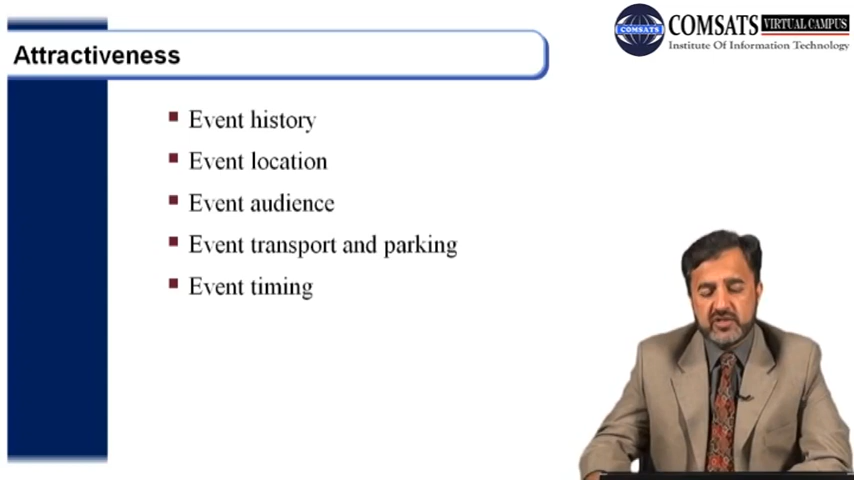 COMSATS VIRTUAL CAMPUS
COMSATS
Institute Of Information Technology
Attractiveness
Event history
Event location
Event audience
Event transport and parking
Event timing